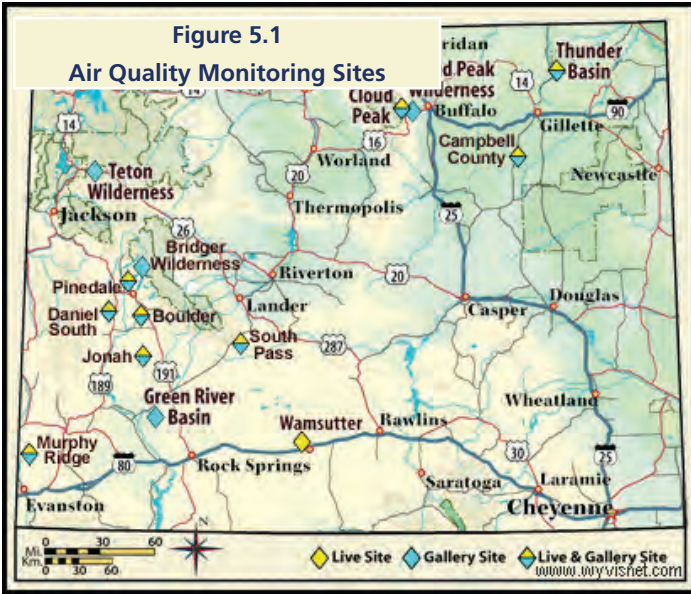 Figure 5.1
Air Quality Monitoring Sites
ridan
d Peak
Wilderness
Thunder
Basin
14
14
Cloud
Peak
Buffalo
90
Gillette
14
16
Campbell
County
Worland
Newcastle
Teton
Wilderness
20
Thermopolis
Jackson
25
26
Bridger
Wilderness
Riverton
20
Pinedale
Lander
Casper
Douglas
Daniel
South
Boulder
South
Pass
287
Jonah
191
189
Green River
Basin
Wheatland
Wamsutter
Rawlins
Murphy
Ridge
80
Rock Springs
30
25
Saratoga
Laramie
Evanston
Cheyenne
N
0 30 60
Mi.
Km.
0 30 60
Live Site Gallery Site Live & Gallery Site
www.wyvisnet.com